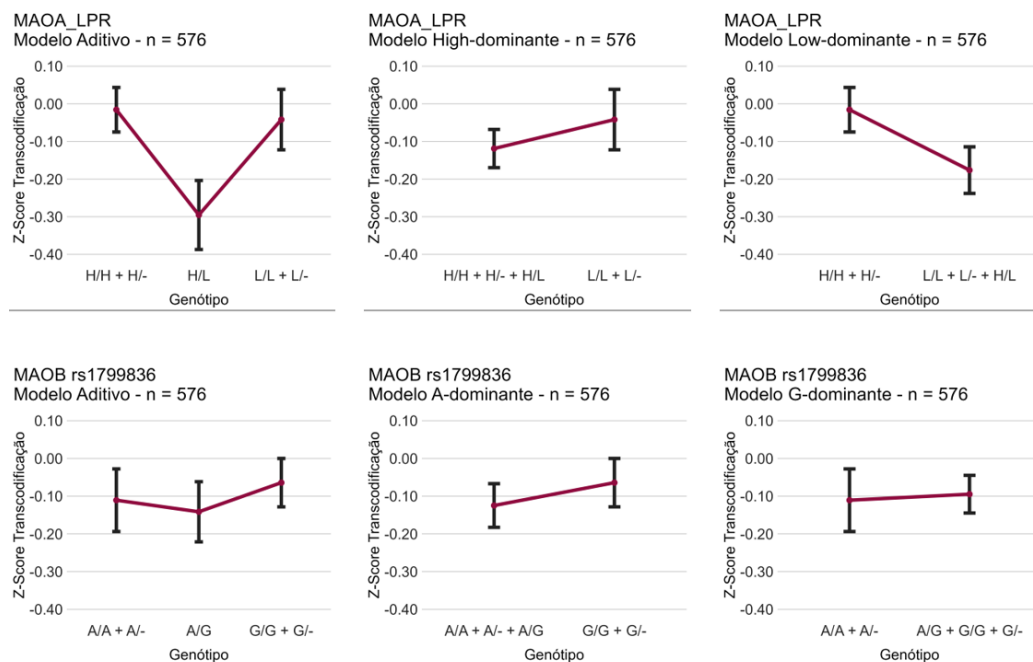 MAOA_LPR
Modelo Aditivo - n = 576
Z-Score Transcodificação
0.10
0.00
-0.10
-0.20
-0.30
-0.40
H/H + H/-
H/L
L/L + L/-
Genótipo
MAOA_LPR
Modelo High-dominante - n = 576
Z-Score Transcodificação
0.10
0.00
-0.10
-0.20
-0.30
-0.40
H/H + H/- + H/L
L/L + L/-
Genótipo
MAOA_LPR
Modelo Low-dominante - n = 576
Z-Score Transcodificação
0.10
0.00
-0.10
-0.20
-0.30
-0.40
H/H + H/-
L/L + L/- + H/L
Genótipo
MAOB rs1799836
Modelo Aditivo - n = 576
Z-Score Transcodificação
0.10
0.00
-0.10
-0.20
-0.30
-0.40
A/A + A/-
A/G
G/G + G/-
Genótipo
MAOB rs1799836
Modelo A-dominante - n = 576
Z-Score Transcodificação
0.10
0.00
-0.10
-0.20
-0.30
-0.40
A/A + A/- + A/G
G/G + G/-
Genótipo
MAOB rs1799836
Modelo G-dominante - n = 576
Z-Score Transcodificação
0.10
0.00
-0.10
-0.20
-0.30
-0.40
A/A + A/-
A/G + G/G + G/-
Genótipo